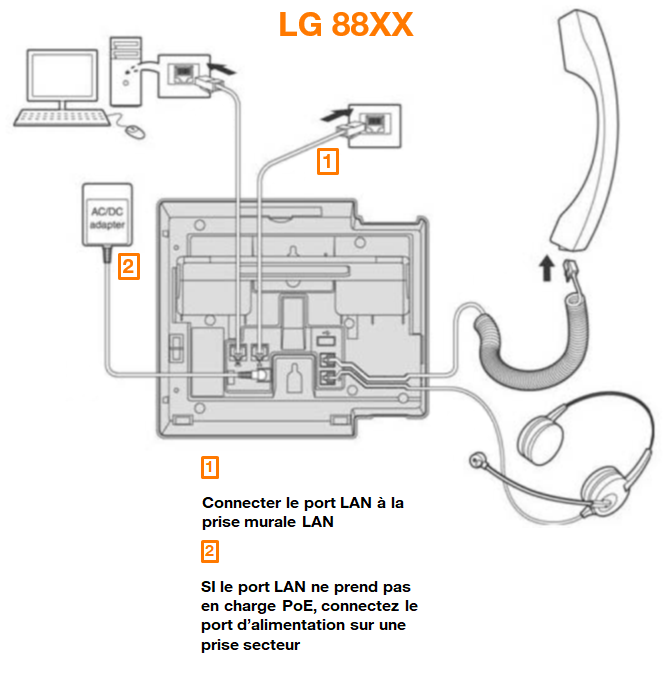 LG 88XX
1
AC/DC
adapter
2
1
Connecter le port LAN à la
prise murale LAN
2
SI le port LAN ne prend pas
en charge PoE, connectez le
port d'alimentation sur une
prise secteur